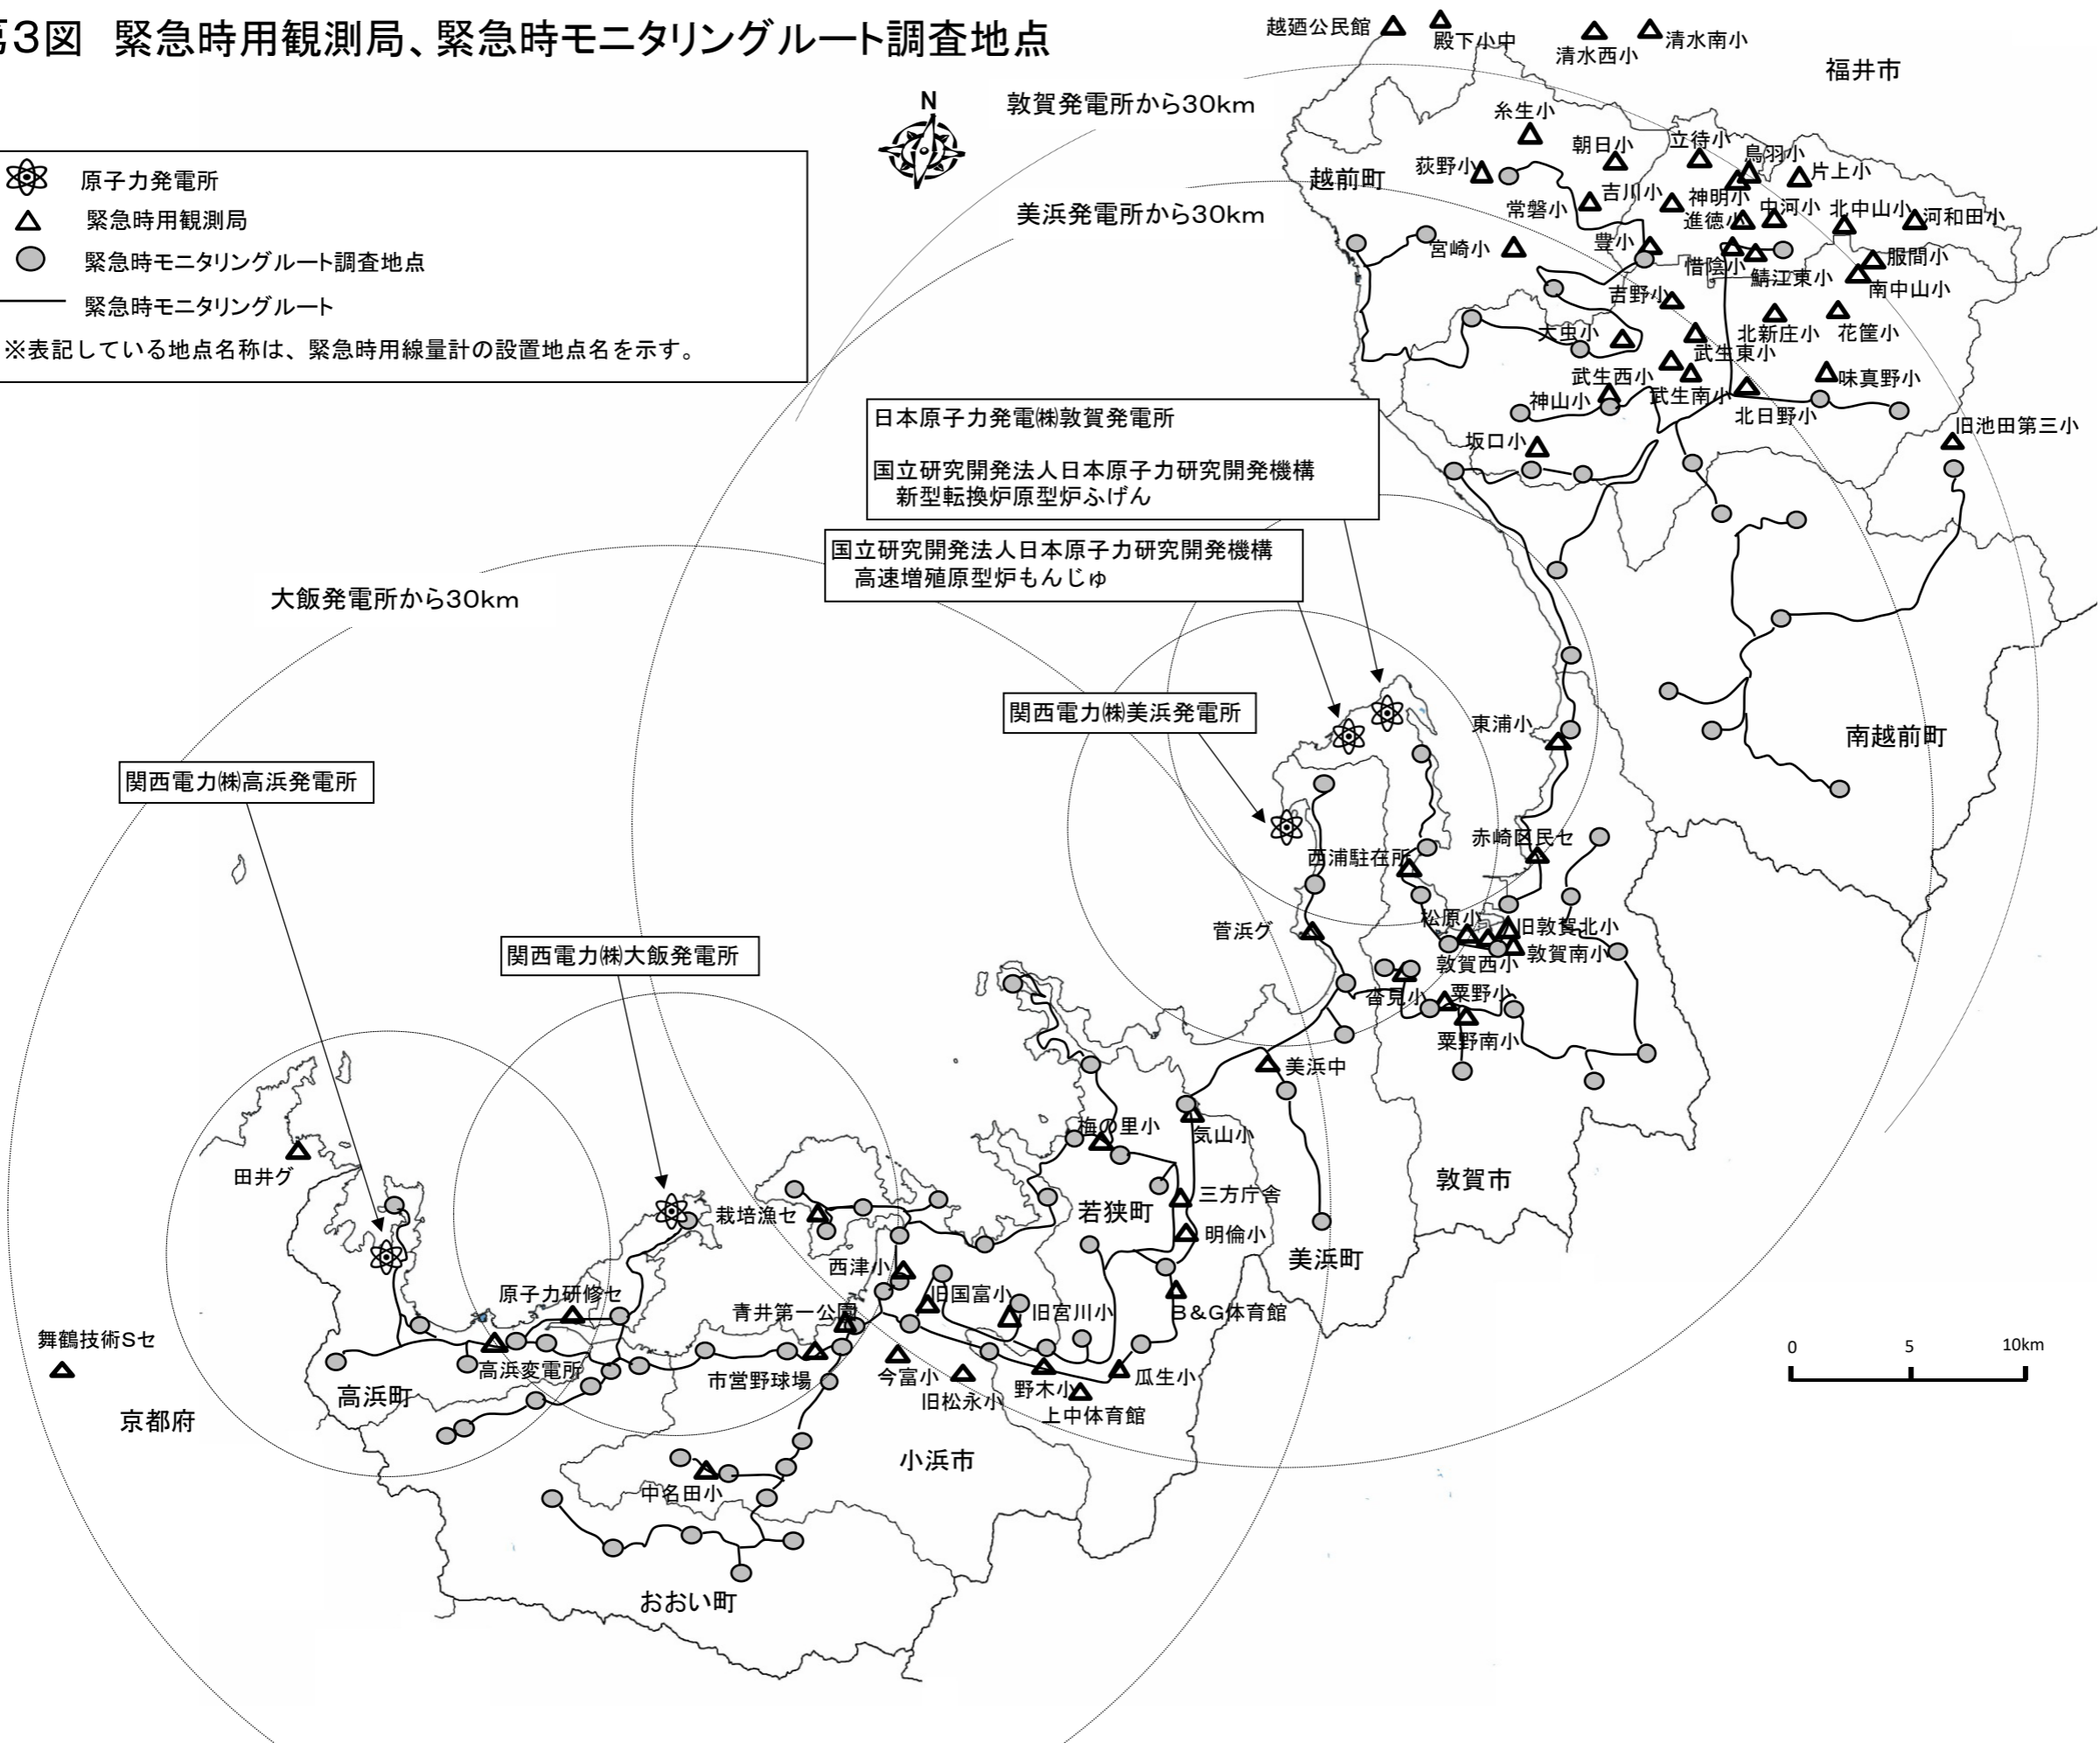 第3図 緊急時用観測局、緊急時モニタリングルート調査地点
原子力発電所
緊急時用観測局
緊急時モニタリングルート調査地点
緊急時モニタリングルート
※表記している地点名称は、緊急時用線量計の設置地点名を示す。
N
敦賀発電所から30km
美浜発電所から30km
大飯発電所から30km
越廼公民館
殿下小中
清水西小
清水南小
福井市
糸生小
朝日小
立待小
鳥羽小
片上小
越前町
荻野小
吉川小
神明小
常磐小
進徳小
中河小
北中山小
河和田小
宮崎小
豊小
惜陰小
鯖江東小
服間小
南中山小
吉野小
大虫小
北新庄小
花筐小
武生東小
武生西小
味真野小
神山小
武生南小
北日野小
坂口小
旧池田第三小
日本原子力発電㈱敦賀発電所
国立研究開発法人日本原子力研究開発機構
新型転換炉原型炉ふげん
国立研究開発法人日本原子力研究開発機構
高速増殖原型炉もんじゅ
関西電力㈱美浜発電所
東浦小
南越前町
関西電力㈱高浜発電所
赤崎区民セ
西浦駐在所
松原小
旧敦賀北小
菅浜グ
敦賀西小
敦賀南小
関西電力㈱大飯発電所
沓見小
粟野小
粟野南小
美浜中
梅の里小
気山小
田井グ
敦賀市
三方庁舎
若狭町
栽培漁セ
明倫小
美浜町
西津小
原子力研修セ
旧国富小
青井第一公園
旧宮川小
B&G体育館
舞鶴技術Sセ
高浜変電所
市営野球場
今富小
旧松永小
野木小
瓜生小
上中体育館
高浜町
京都府
小浜市
中名田小
おおい町
0 5 10km